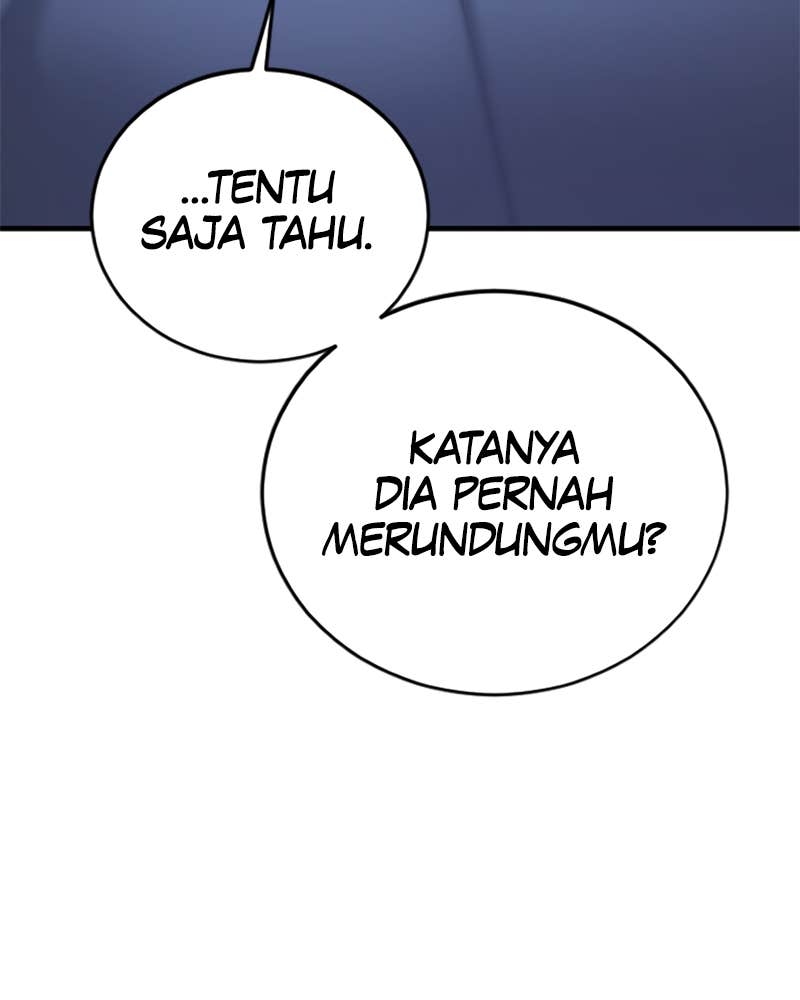 ...TENTU
SAJA TAHU.
KATANYA
DIA PERNAH
MERUNDUNGMU?